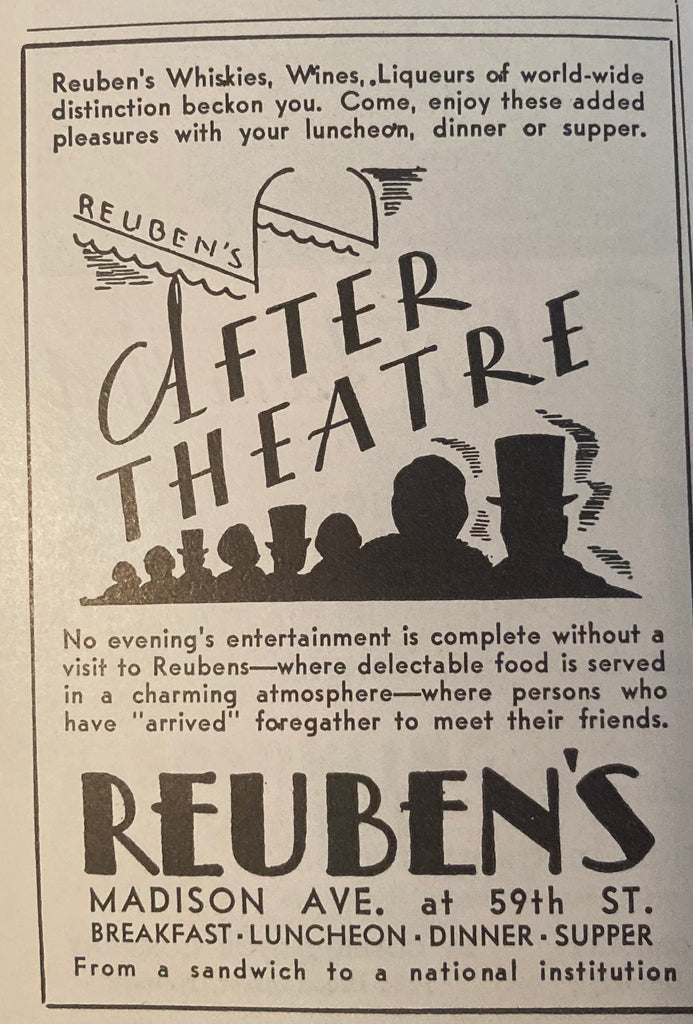 Reuben's Whiskies, Wines, Liqueurs of world-wide
distinction beckon you. Come, enjoy these added
pleasures with your luncheon, dinner or supper.
REUBEN'S
AFTER
THEATRE
No evening's entertainment is complete without a
visit to Reubens—where delectable food is served
in a charming atmosphere—where persons who
have "arrived" foregather to meet their friends.
REUBEN'S
MADISON AVE. at 59th ST.
BREAKFAST · LUNCHEON · DINNER · SUPPER
From a sandwich to a national institution